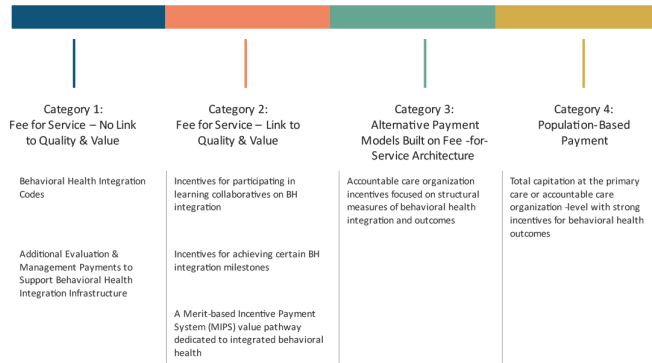 Category 1:
Fee for Service – No Link
to Quality & Value
Behavioral Health Integration
Codes
Additional Evaluation &
Management Payments to
Support Behavioral Health
Integration Infrastructure
Category 2:
Fee for Service – Link to
Quality & Value
Incentives for participating in
learning collaboratives on BH
integration
Incentives for achieving certain BH
integration milestones
A Merit-based Incentive Payment
System (MIPS) value pathway
dedicated to integrated behavioral
health
Category 3:
Alternative Payment
Models Built on Fee -for-
Service Architecture
Accountable care organization
incentives focused on structural
measures of behavioral health
integration and outcomes
Category 4:
Population-Based
Payment
Total capitation at the primary
care or accountable care
organization -level with strong
incentives for behavioral health
outcomes